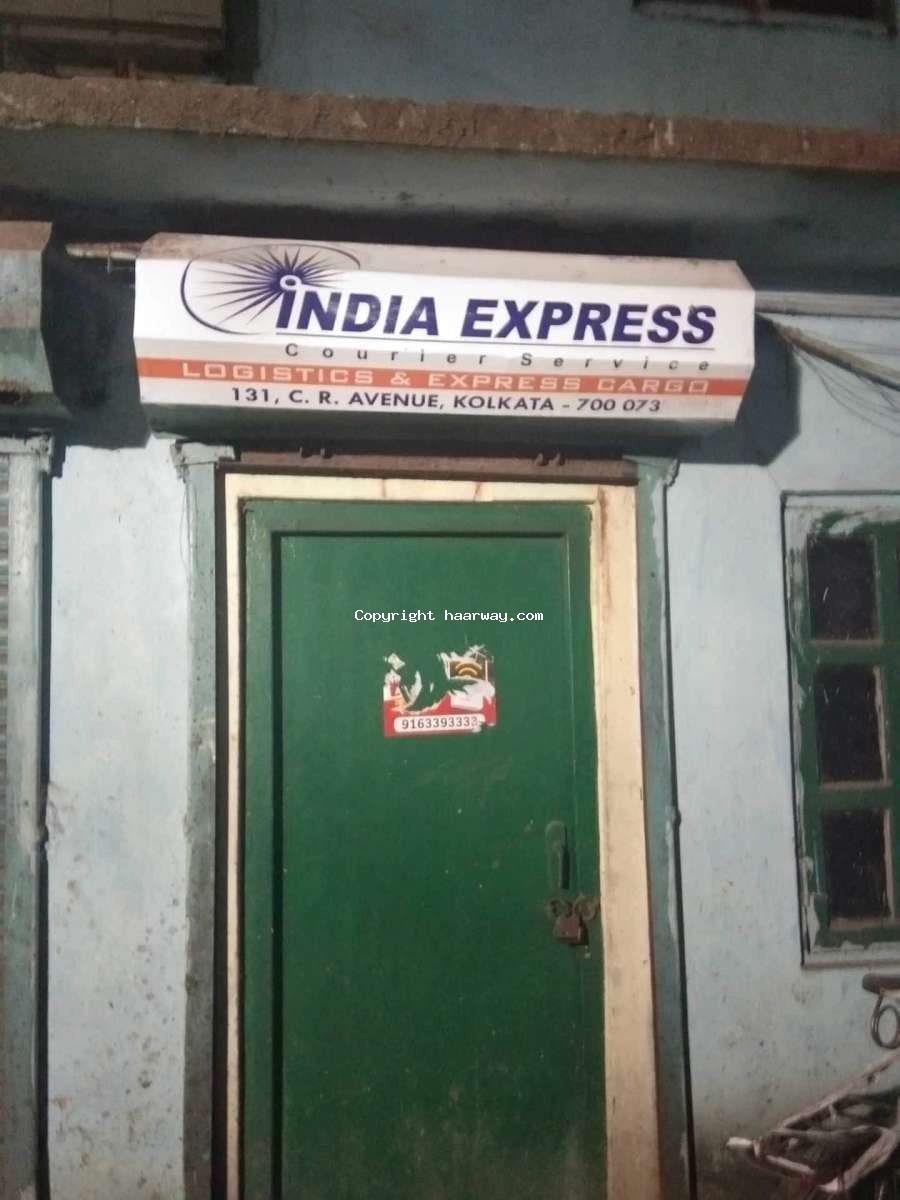 iNDIA EXPRESS
Courier Service
LOGISTICS & EXPRESS CARGO
131, C. R. AVENUE, KOLKATA - 700 073
Copyright haarway.com
9163393333